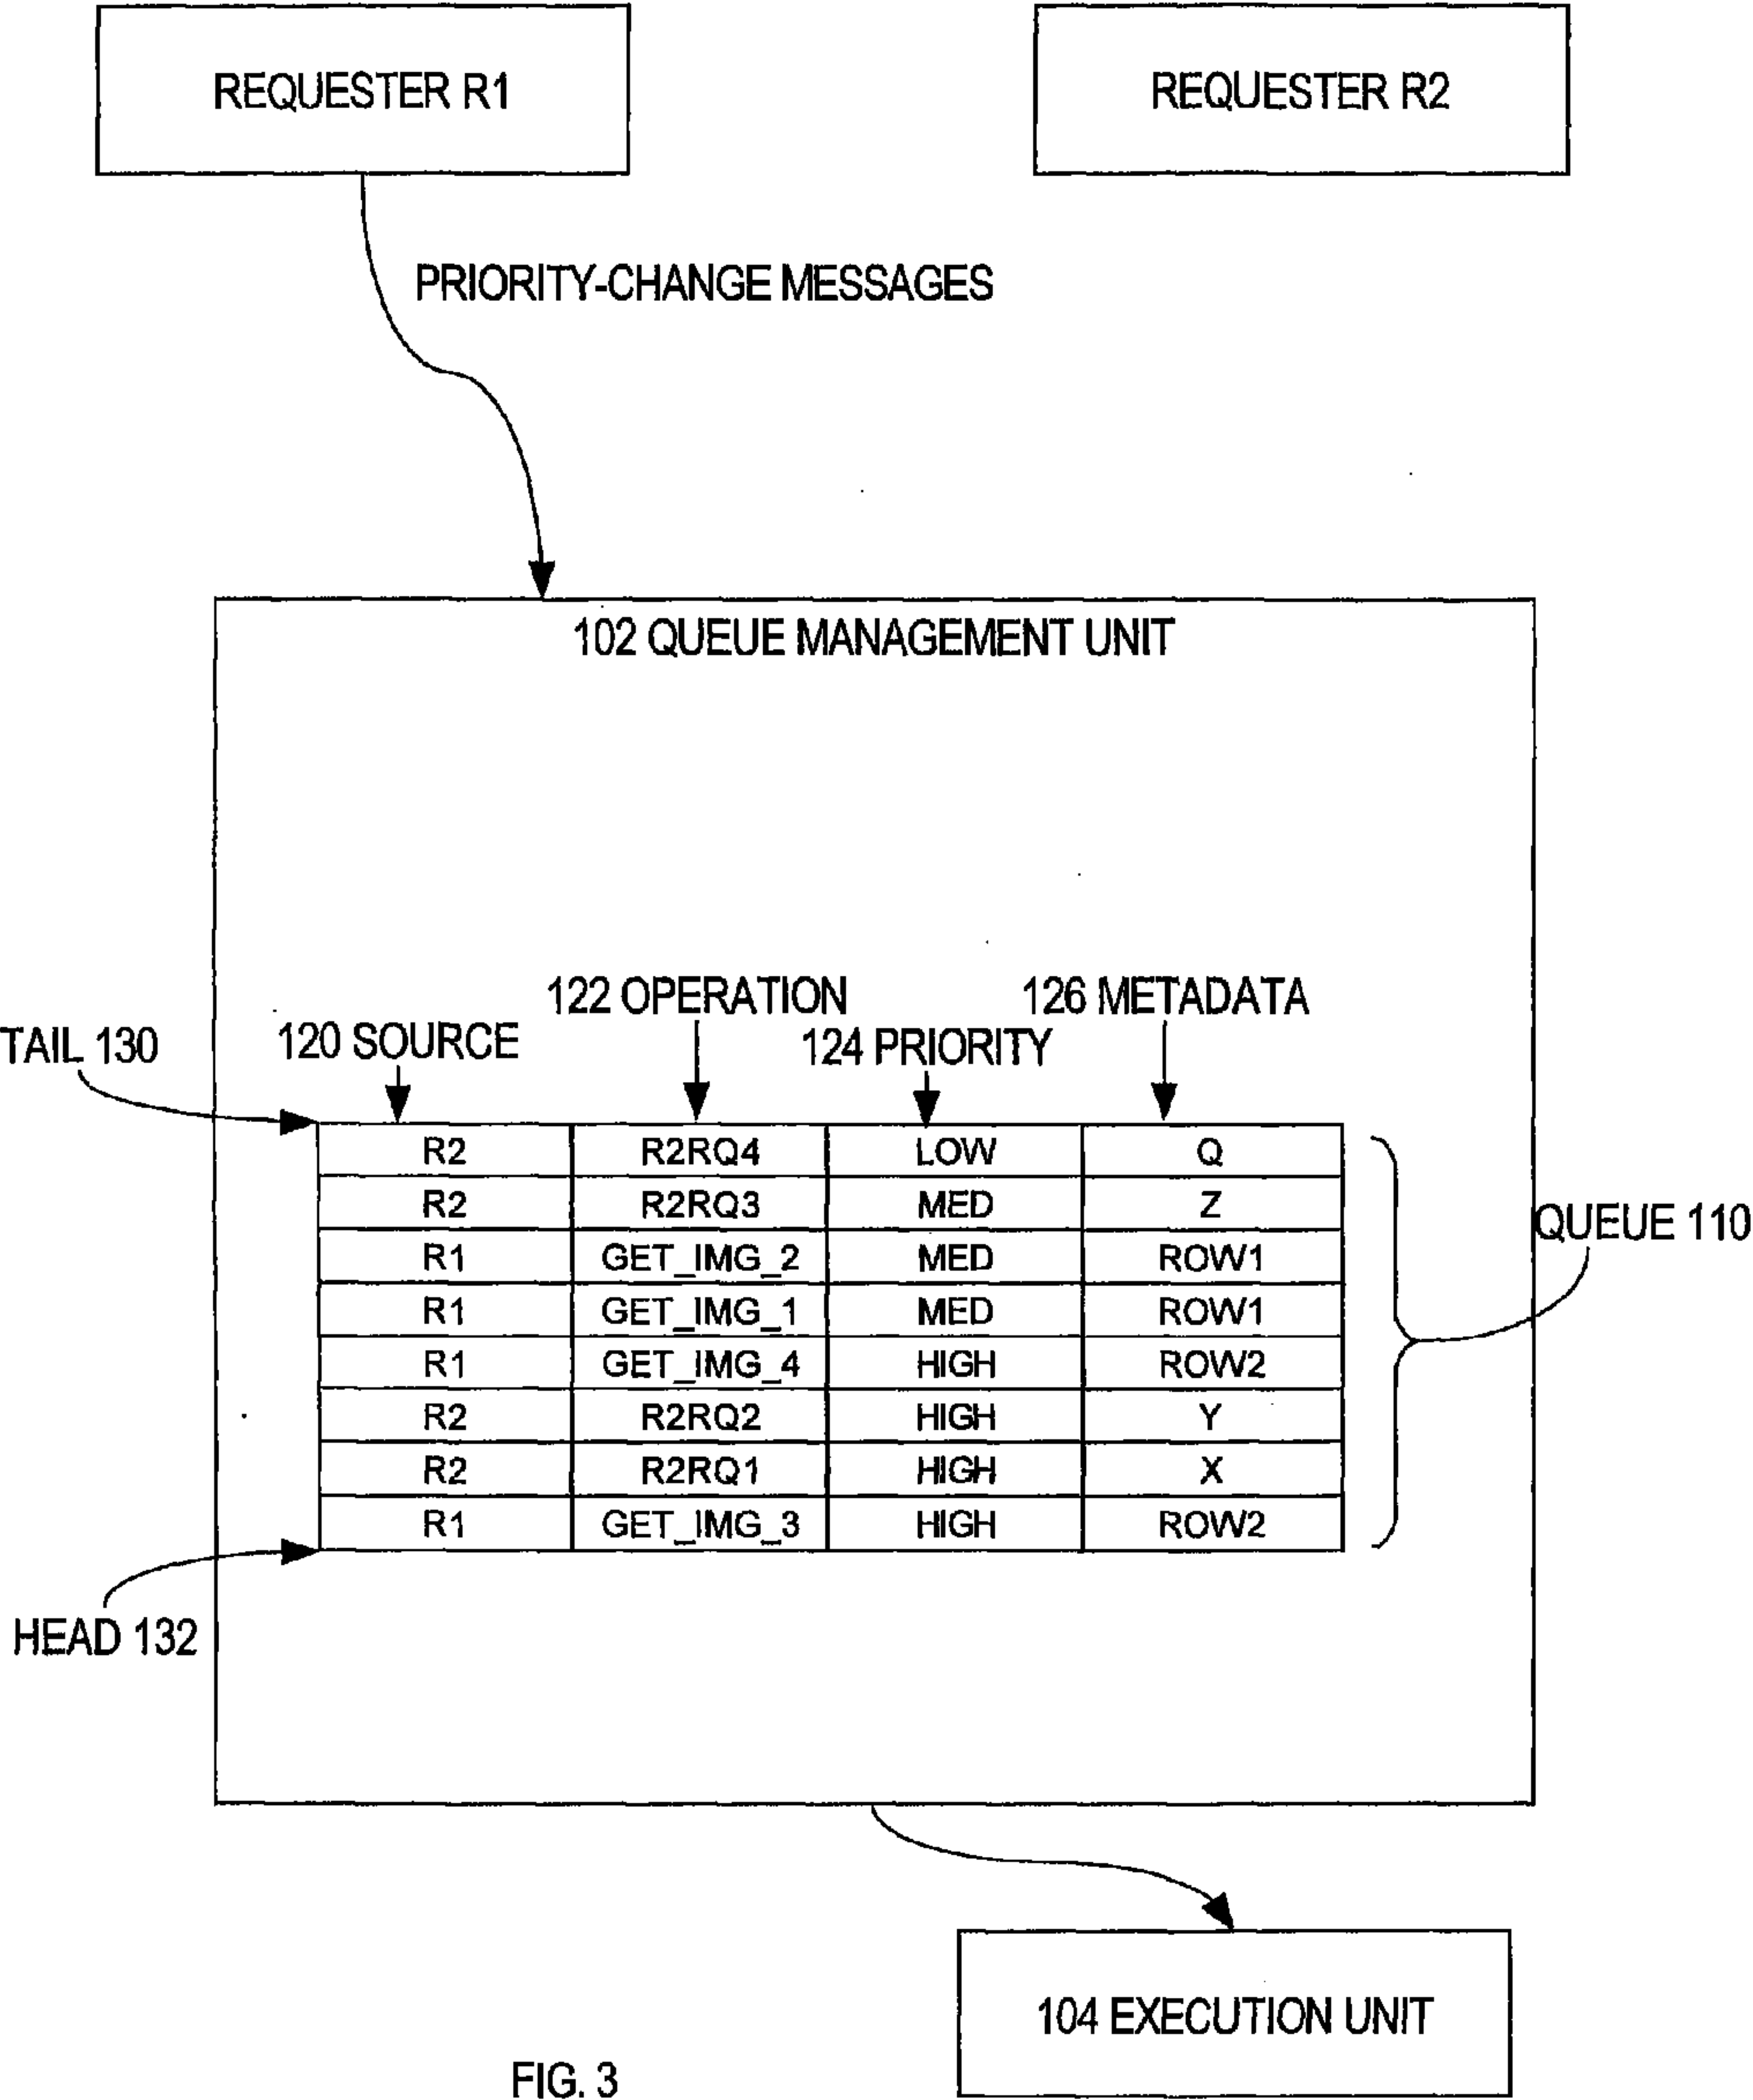 REQUESTER R1
REQUESTER R2
PRIORITY-CHANGE MESSAGES
102 QUEUE MANAGEMENT UNIT
122 OPERATION
126 METADATA
TAIL 130
120 SOURCE
124 PRIORITY
R2 R2RQ4 LOW Q
R2 R2RQ3 MED Z
R1 GET_IMG_2 MED ROW1
R1 GET_IMG_1 MED ROW1
R1 GET_IMG_4 HIGH ROW2
R2 R2RQ2 HIGH Y
R2 R2RQ1 HIGH X
R1 GET_IMG_3 HIGH ROW2
QUEUE 110
HEAD 132
104 EXECUTION UNIT
FIG. 3